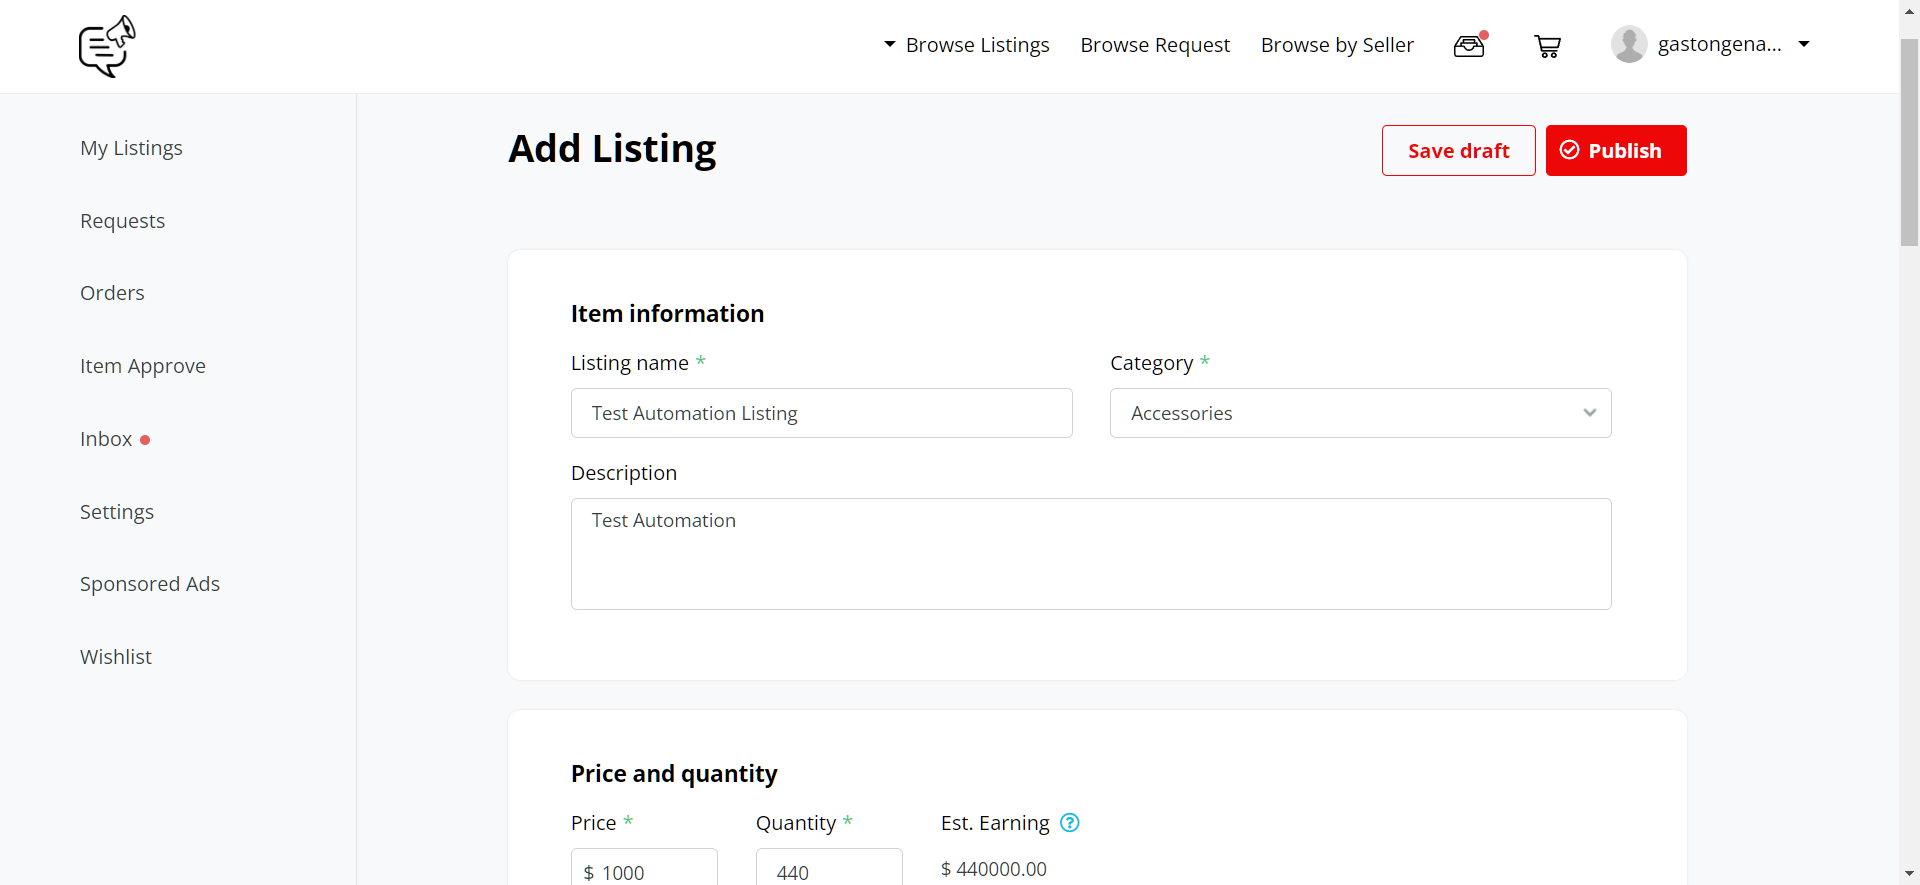 Browse Listings Browse Request Browse by Seller gastongena...
My Listings
Requests
Orders
Item Approve
Inbox
Settings
Sponsored Ads
Wishlist
Add Listing
Save draft Publish
Item information
Listing name * Category *
Test Automation Listing Accessories
Description
Test Automation
Price and quantity
Price * Quantity * Est. Earning ?
$ 1000 440 $ 440000.00